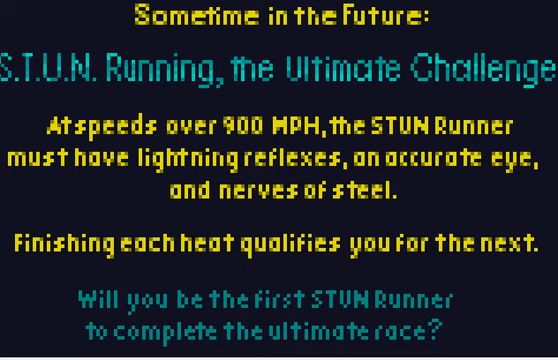 Sometime in the Future:
S.T.U.N. Running, the Ultimate Challenge
At speeds over 900 MPH, the STUN Runner
must have lightning reflexes, an accurate eye,
and nerves of steel.
Finishing each heat qualifies you for the next.
Will you be the first STUN Runner
to complete the ultimate race?